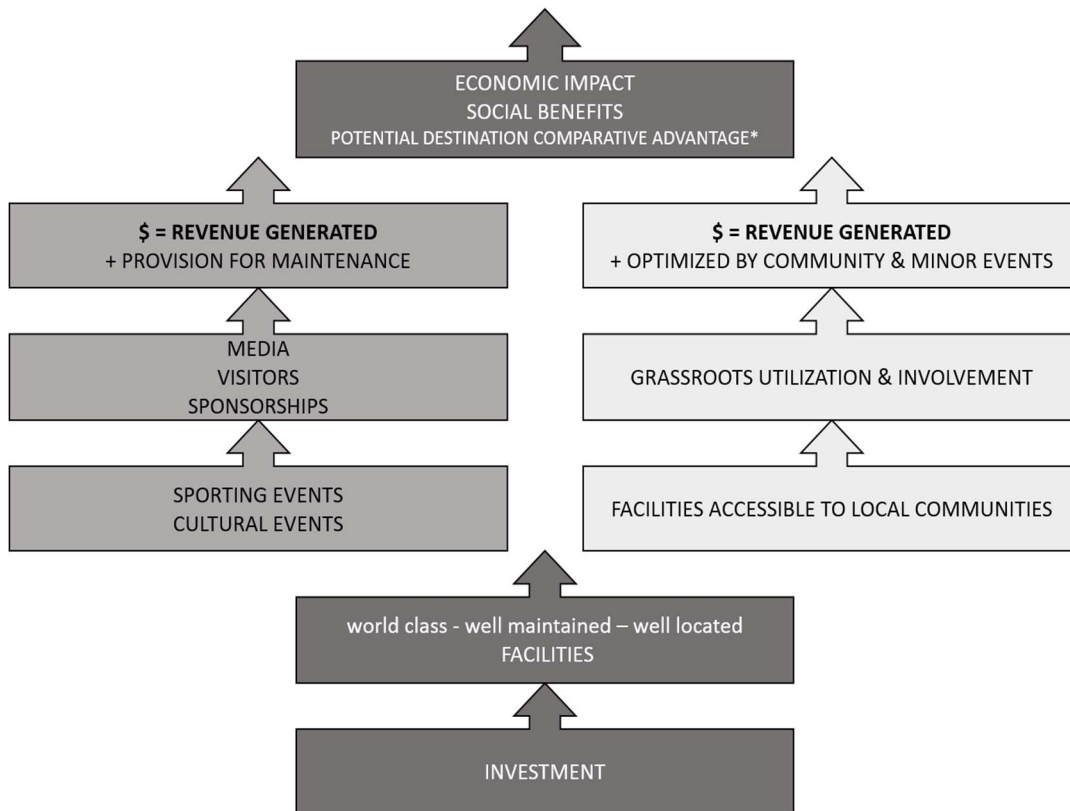 ECONOMIC IMPACT
SOCIAL BENEFITS
POTENTIAL DESTINATION COMPARATIVE ADVANTAGE*
$ = REVENUE GENERATED
+ PROVISION FOR MAINTENANCE
$ = REVENUE GENERATED
+ OPTIMIZED BY COMMUNITY & MINOR EVENTS
MEDIA
VISITORS
SPONSORSHIPS
GRASSROOTS UTILIZATION & INVOLVEMENT
SPORTING EVENTS
CULTURAL EVENTS
FACILITIES ACCESSIBLE TO LOCAL COMMUNITIES
world class - well maintained – well located
FACILITIES
INVESTMENT